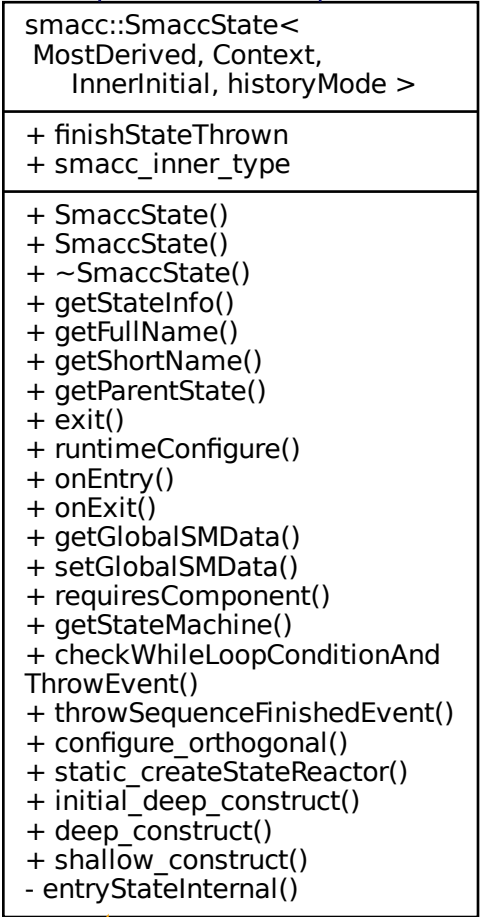 smacc::SmaccState<
MostDerived, Context,
InnerInitial, historyMode >
+ finishStateThrown
+ smacc_inner_type
+ SmaccState()
+ SmaccState()
+ ~SmaccState()
+ getStateInfo()
+ getFullName()
+ getShortName()
+ getParentState()
+ exit()
+ runtimeConfigure()
+ onEntry()
+ onExit()
+ getGlobalSMData()
+ setGlobalSMData()
+ requiresComponent()
+ getStateMachine()
+ checkWhileLoopConditionAnd
ThrowEvent()
+ throwSequenceFinishedEvent()
+ configure_orthogonal()
+ static_createStateReactor()
+ initial_deep_construct()
+ deep_construct()
+ shallow_construct()
- entryStateInternal()